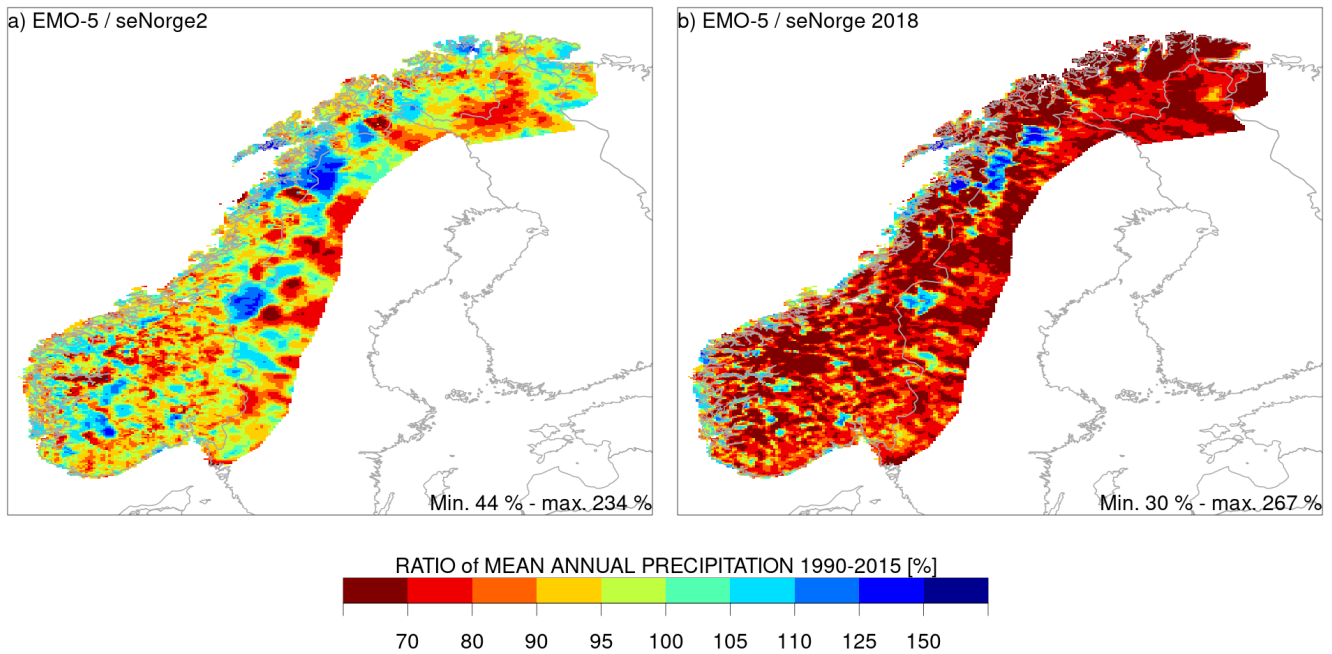 a) EMO-5 / seNorge2
b) EMO-5 / seNorge 2018
Min. 44 % - max. 234 %
Min. 30 % - max. 267 %
RATIO of MEAN ANNUAL PRECIPITATION 1990-2015 [%]
70 80 90 95 100 105 110 125 150